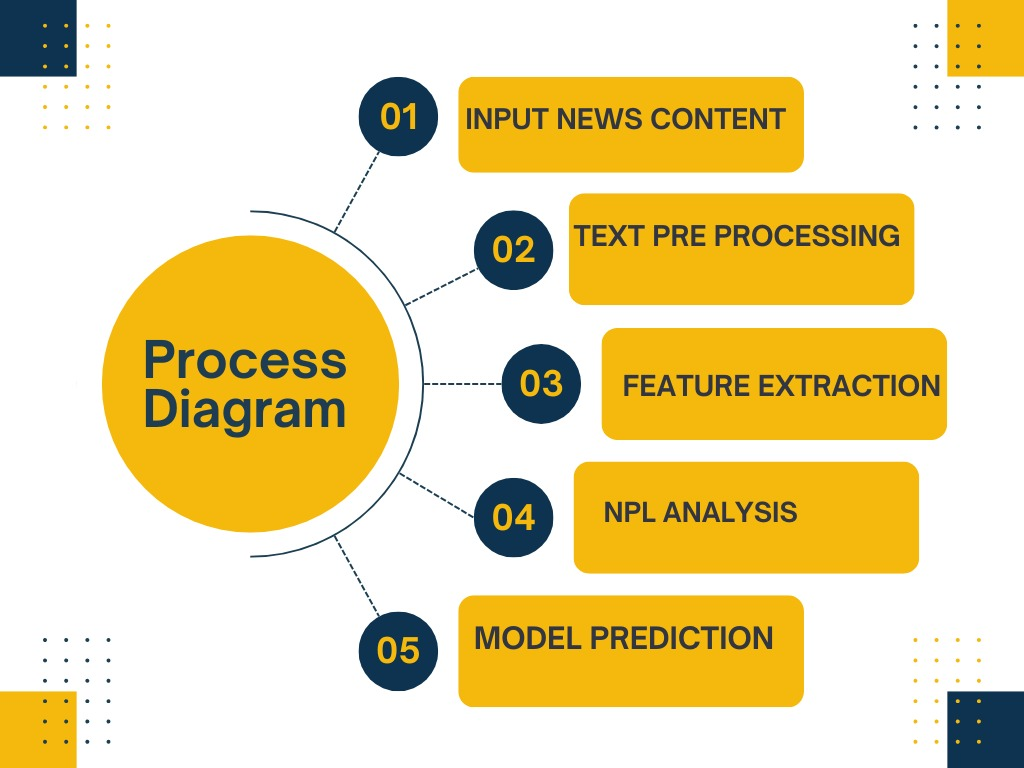 Process
Diagram
01
INPUT NEWS CONTENT
02
TEXT PRE PROCESSING
03
FEATURE EXTRACTION
04
NPL ANALYSIS
05
MODEL PREDICTION